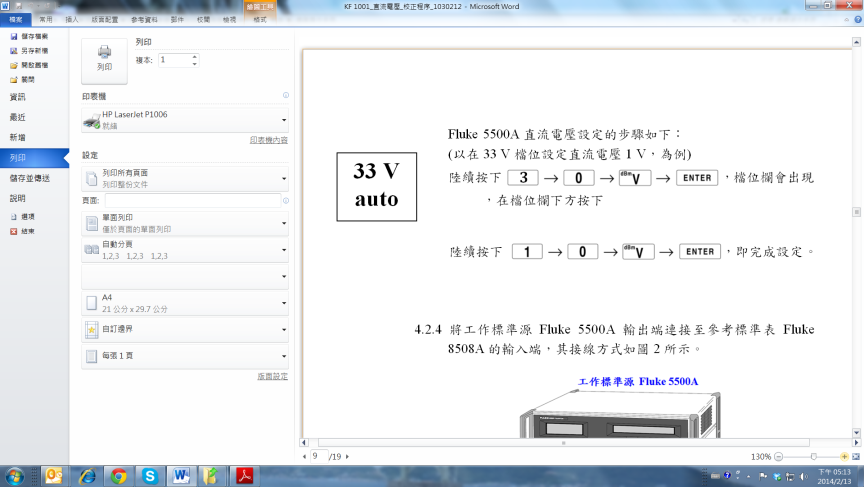 KF 1001_直流電壓_校正程序_1030212 - Microsoft Word
繪圖工具
檔案 常用 插入 版面配置 參考資料 郵件 校閱 檢視 格式
儲存檔案
另存新檔
開啟舊檔
關閉
資訊
最近
新增
列印
儲存並傳送
說明
選項
結束
列印
列印
複本: 1
印表機
HP LaserJet P1006
就緒
印表機內容
設定
列印所有頁面
列印整份文件
頁面:
單面列印
僅於頁面的單面列印
自動分頁
1,2,3 1,2,3 1,2,3
A4
21 公分 x 29.7 公分
自訂邊界
每張 1 頁
版面設定
33 V
auto
Fluke 5500A 直流電壓設定的步驟如下：
(以在 33 V 檔位設定直流電壓 1 V，為例)
陸續按下 3 → 0 → dBm V → ENTER ，檔位欄會出現
，在檔位欄下方按下
陸續按下 1 → 0 → dBm V → ENTER ，即完成設定。
4.2.4 將工作標準源 Fluke 5500A 輸出端連接至參考標準表 Fluke
8508A 的輸入端，其接線方式如圖 2 所示。
工作標準源 Fluke 5500A
9 /19
130%
下午 05:13
2014/2/13